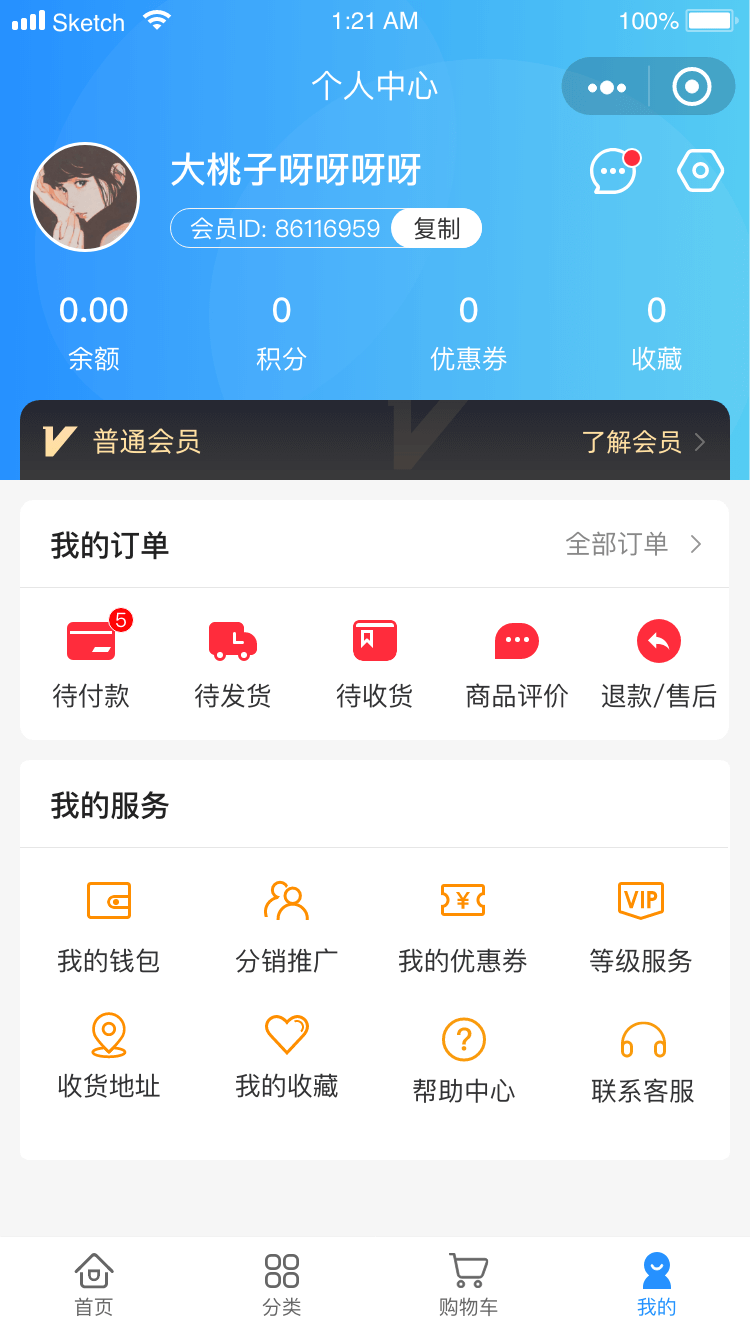 Sketch 1:21 AM 100%
个人中心
大桃子呀呀呀呀
会员ID: 86116959 复制
0.00 0 0 0
余额 积分 优惠券 收藏
普通会员 了解会员
我的订单 全部订单
5
待付款 待发货 待收货 商品评价 退款/售后
我的服务
¥ VIP
我的钱包 分销推广 我的优惠券 等级服务
?
收货地址 我的收藏 帮助中心 联系客服
首页 分类 购物车 我的